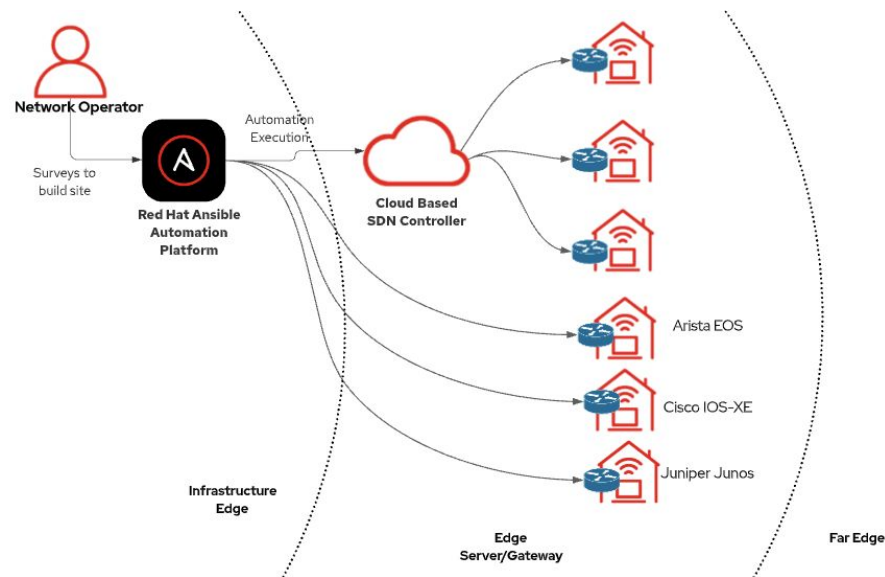 Network Operator
Surveys to
build site
Red Hat Ansible
Automation
Platform
Automation
Execution
Cloud Based
SDN Controller
Arista EOS
Cisco IOS-XE
Juniper Junos
Infrastructure
Edge
Edge
Server/Gateway
Far Edge